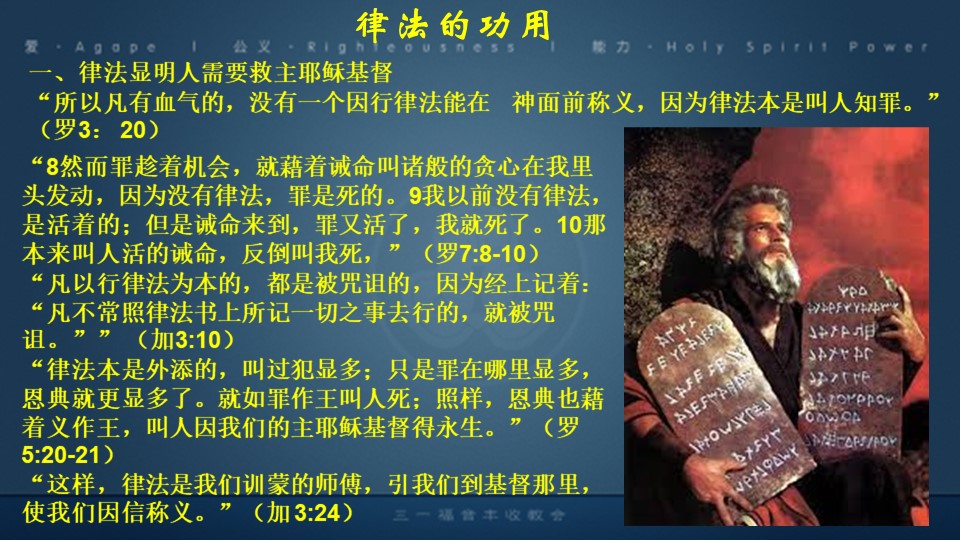 律法的功用
爱·Agape | 公义·Righteousness | 能力·Holy Spirit Power
一、律法显明人需要救主耶稣基督
“所以凡有血气的，没有一个因行律法能在 神面前称义，因为律法本是叫人知罪。”
（罗3： 20）
“8然而罪趁着机会，就藉着诫命叫诸般的贪心在我里
头发动，因为没有律法，罪是死的。9我以前没有律法，
是活着的；但是诫命来到，罪又活了，我就死了。10那
本来叫人活的诫命，反倒叫我死，”（罗7:8-10）
“凡以行律法为本的，都是被咒诅的，因为经上记着：
“凡不常照律法书上所记一切之事去行的，就被咒
诅。””（加3:10）
“律法本是外添的，叫过犯显多；只是罪在哪里显多，
恩典就更显多了。就如罪作王叫人死；照样，恩典也藉
着义作王，叫人因我们的主耶稣基督得永生。”（罗
5:20-21）
“这样，律法是我们训蒙的师傅，引我们到基督那里，
使我们因信称义。”（加3:24）
三一福音丰收教会